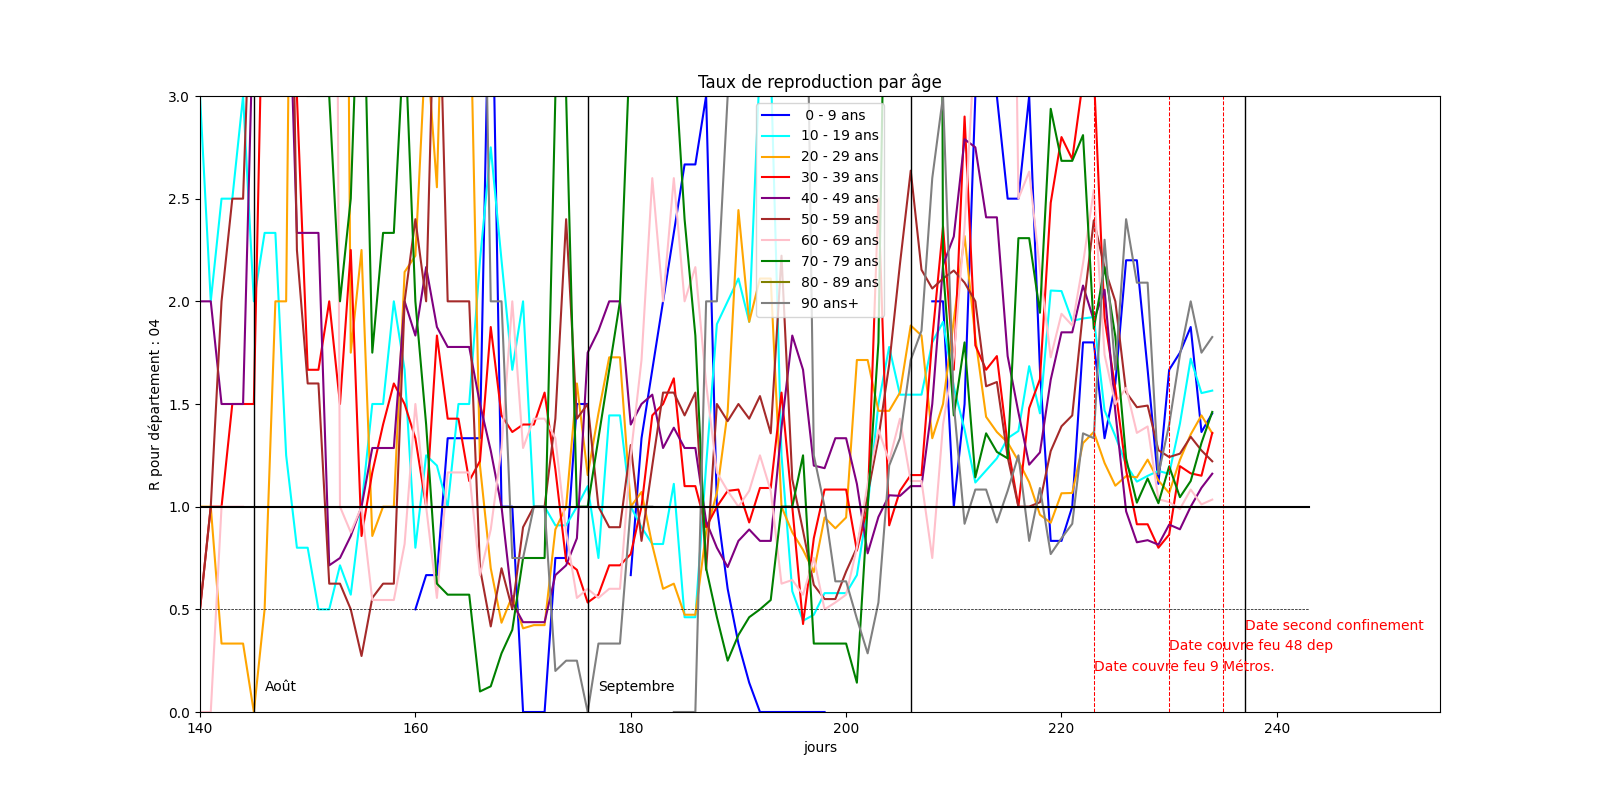 Taux de reproduction par âge
R pour département : 04
3.0
2.5
2.0
1.5
1.0
0.5
0.0
0 - 9 ans
10 - 19 ans
20 - 29 ans
30 - 39 ans
40 - 49 ans
50 - 59 ans
60 - 69 ans
70 - 79 ans
80 - 89 ans
90 ans+
Date second confinement
Date couvre feu 48 dep
Date couvre feu 9 Métros.
Août
Septembre
140
160
180
200
220
240
jours